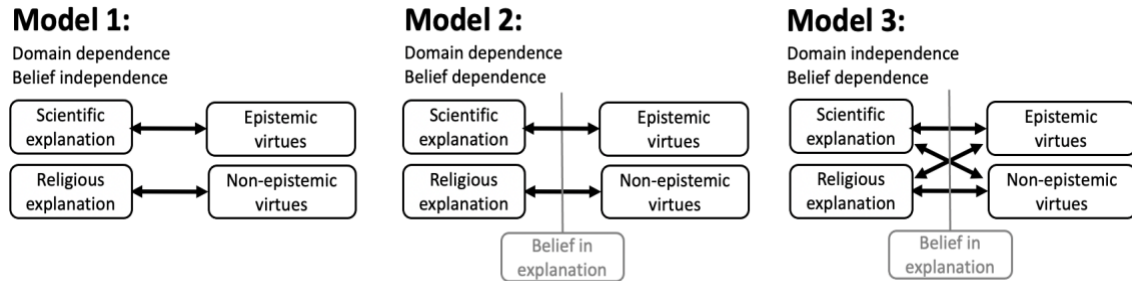 Model 1:
Domain dependence
Belief independence
Scientific
explanation
Epistemic
virtues
Religious
explanation
Non-epistemic
virtues
Model 2:
Domain dependence
Belief dependence
Scientific
explanation
Epistemic
virtues
Religious
explanation
Non-epistemic
virtues
Belief in
explanation
Model 3:
Domain independence
Belief dependence
Scientific
explanation
Epistemic
virtues
Religious
explanation
Non-epistemic
virtues
Belief in
explanation